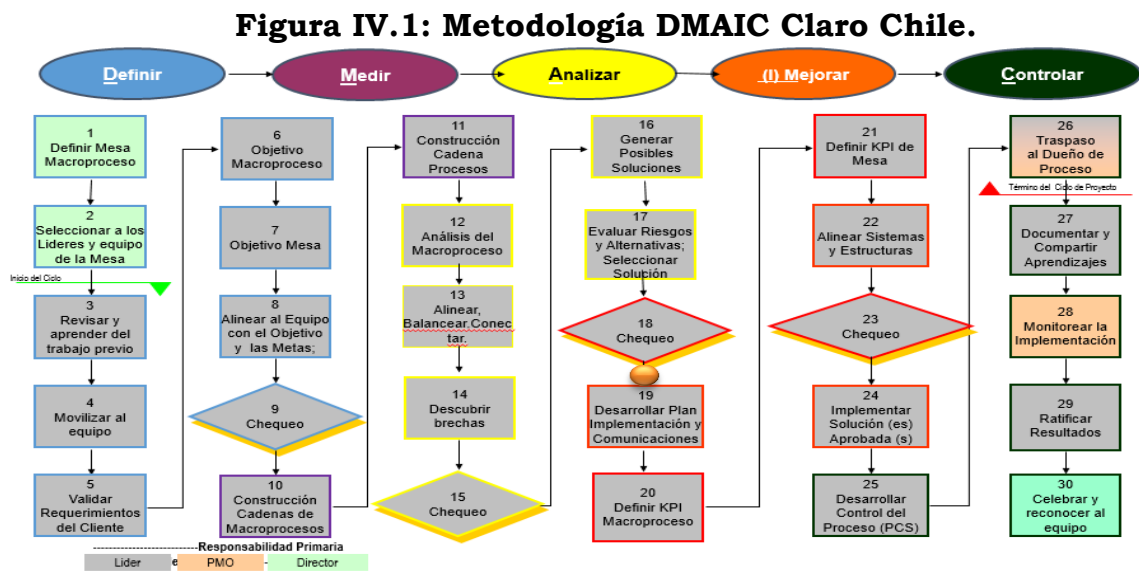 Figura IV.1: Metodología DMAIC Claro Chile.
Definir
Medir
Analizar
(I) Mejorar
Controlar
1
Definir Mesa
Macroproceso
2
Seleccionar a los
Lideres y equipo
de la Mesa
Inicio del Ciclo
3
Revisar y
aprender del
trabajo previo
4
Movilizar al
equipo
5
Validar
Requerimientos
del Cliente
6
Objetivo
Macroproceso
7
Objetivo Mesa
8
Alinear al Equipo
con el Objetivo
y las Metas;
9
Chequeo
10
Construcción
Cadenas de
Macroprocesos
11
Construcción
Cadena
Procesos
12
Análisis del
Macroproceso
13
Alinear,
Balancear,Conec
tar.
14
Descubrir
brechas
15
Chequeo
16
Generar
Posibles
Soluciones
17
Evaluar Riesgos
y Alternativas;
Seleccionar
Solución
18
Chequeo
19
Desarrollar Plan
Implementación y
Comunicaciones
20
Definir KPI
Macroproceso
21
Definir KPI de
Mesa
22
Alinear Sistemas
y Estructuras
23
Chequeo
24
Implementar
Solución (es)
Aprobada (s)
25
Desarrollar
Control del
Proceso (PCS)
26
Traspaso
al Dueño de
Proceso
Término del Ciclo de Proyecto
27
Documentar y
Compartir
Aprendizajes
28
Monitorear la
Implementación
29
Ratificar
Resultados
30
Celebrar y
reconocer al
equipo
------------------------Responsabilidad Primaria
Lider e PMO - Director